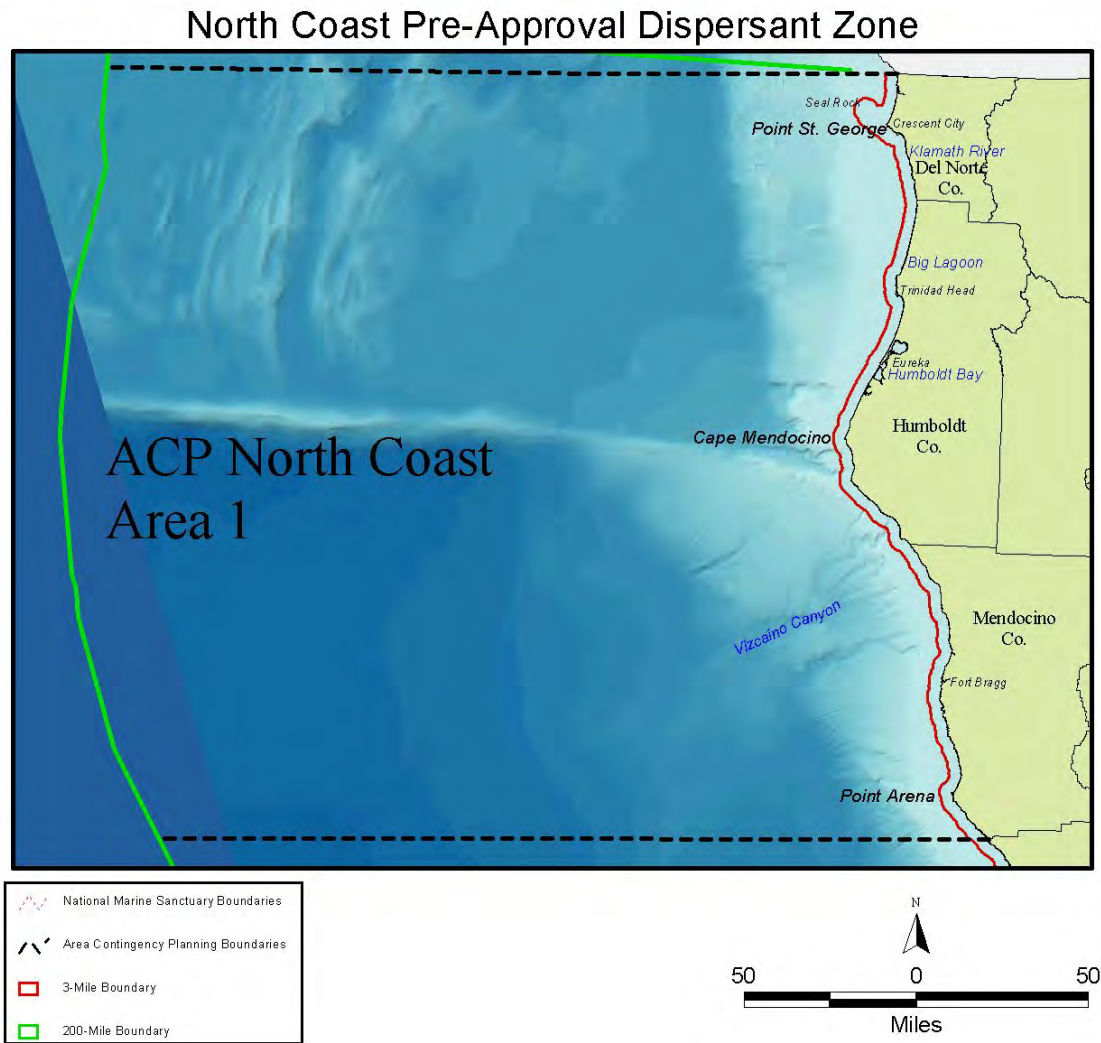 North Coast Pre-Approval Dispersant Zone
Seal Rock
Point St. George
Crescent City
Klamath River
Del Norte
Co.
Big Lagoon
Trinidad Head
Eureka
Humboldt Bay
Cape Mendocino
Humboldt
Co.
ACP North Coast
Area 1
Vizcaino Canyon
Mendocino
Co.
Fort Bragg
Point Arena
National Marine Sanctuary Boundaries
Area Contingency Planning Boundaries
3-Mile Boundary
200-Mile Boundary
N
50 0 50
Miles